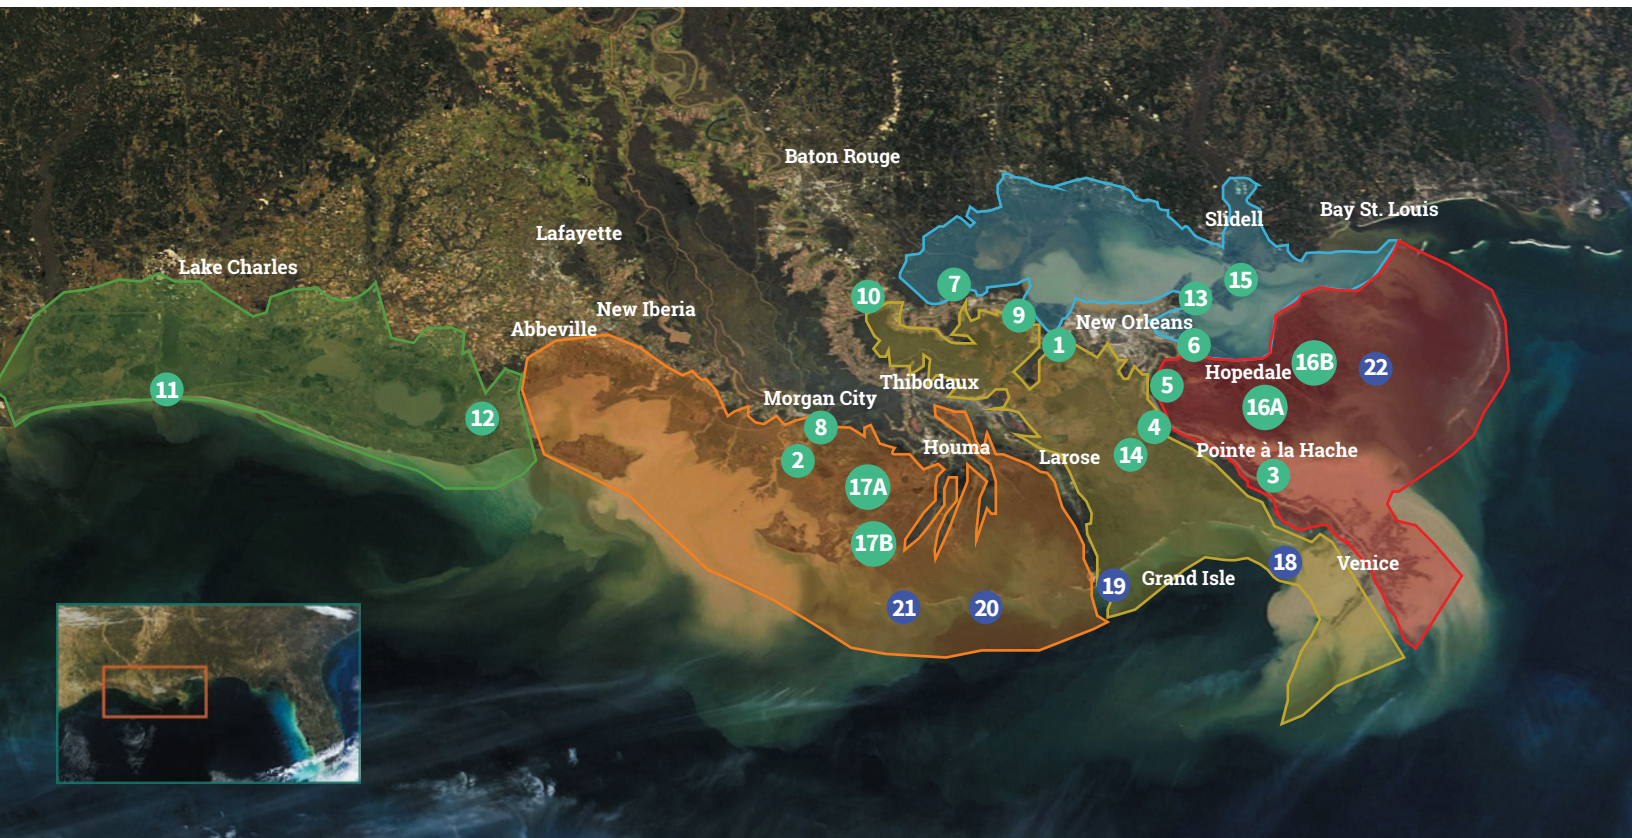 Baton Rouge
Bay St. Louis
Slidell
Lafayette
Lake Charles
15
7
10
13
New Iberia
9
New Orleans
Abbeville
1
6
16B
22
Hopedale
Thibodaux
5
11
Morgan City
16A
12
8
4
Houma
Pointe à la Hache
14
Larose
2
3
17A
17B
18
Venice
Grand Isle
19
21
20